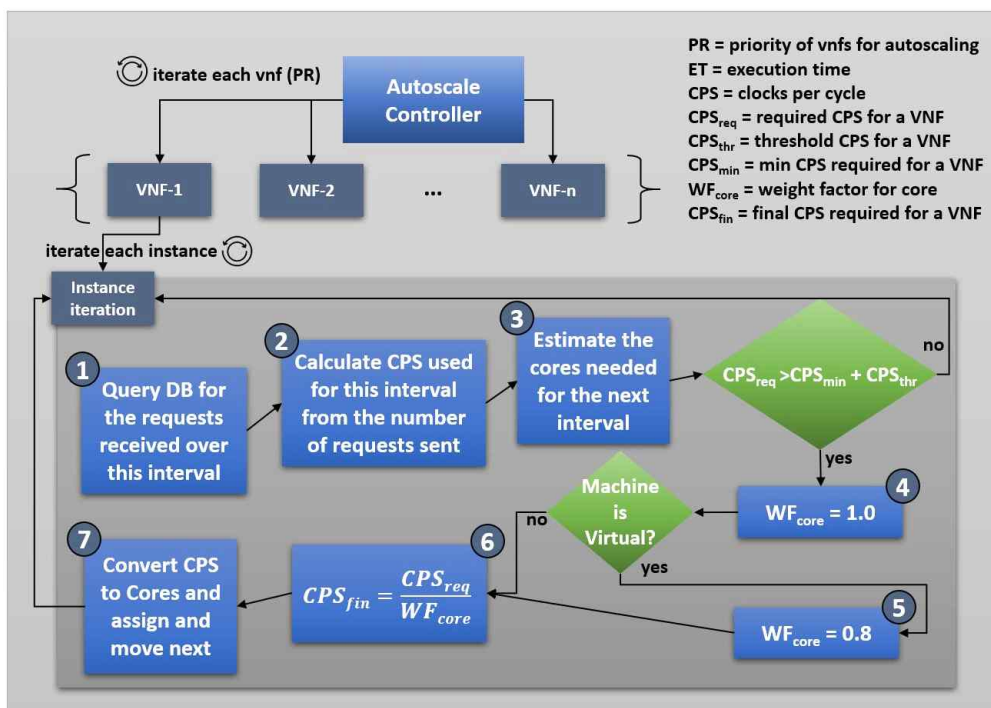 iterate each vnf (PR)
Autoscale
Controller
PR = priority of vnfs for autoscaling
ET = execution time
CPS = clocks per cycle
CPSreq = required CPS for a VNF
CPSthr = threshold CPS for a VNF
CPSmin = min CPS required for a VNF
WFcore = weight factor for core
CPSfin = final CPS required for a VNF
VNF-1
VNF-2
...
VNF-n
iterate each instance
Instance
iteration
1
Query DB for
the requests
received over
this interval
2
Calculate CPS used
for this interval
from the number
of requests sent
3
Estimate the
cores needed
for the next
interval
CPSreq >CPSmin + CPSthr
no
yes
4
WFcore = 1.0
Machine
is
Virtual?
no
yes
5
WFcore = 0.8
6
CPSfin = CPSreq / WFcore
7
Convert CPS
to Cores and
assign and
move next